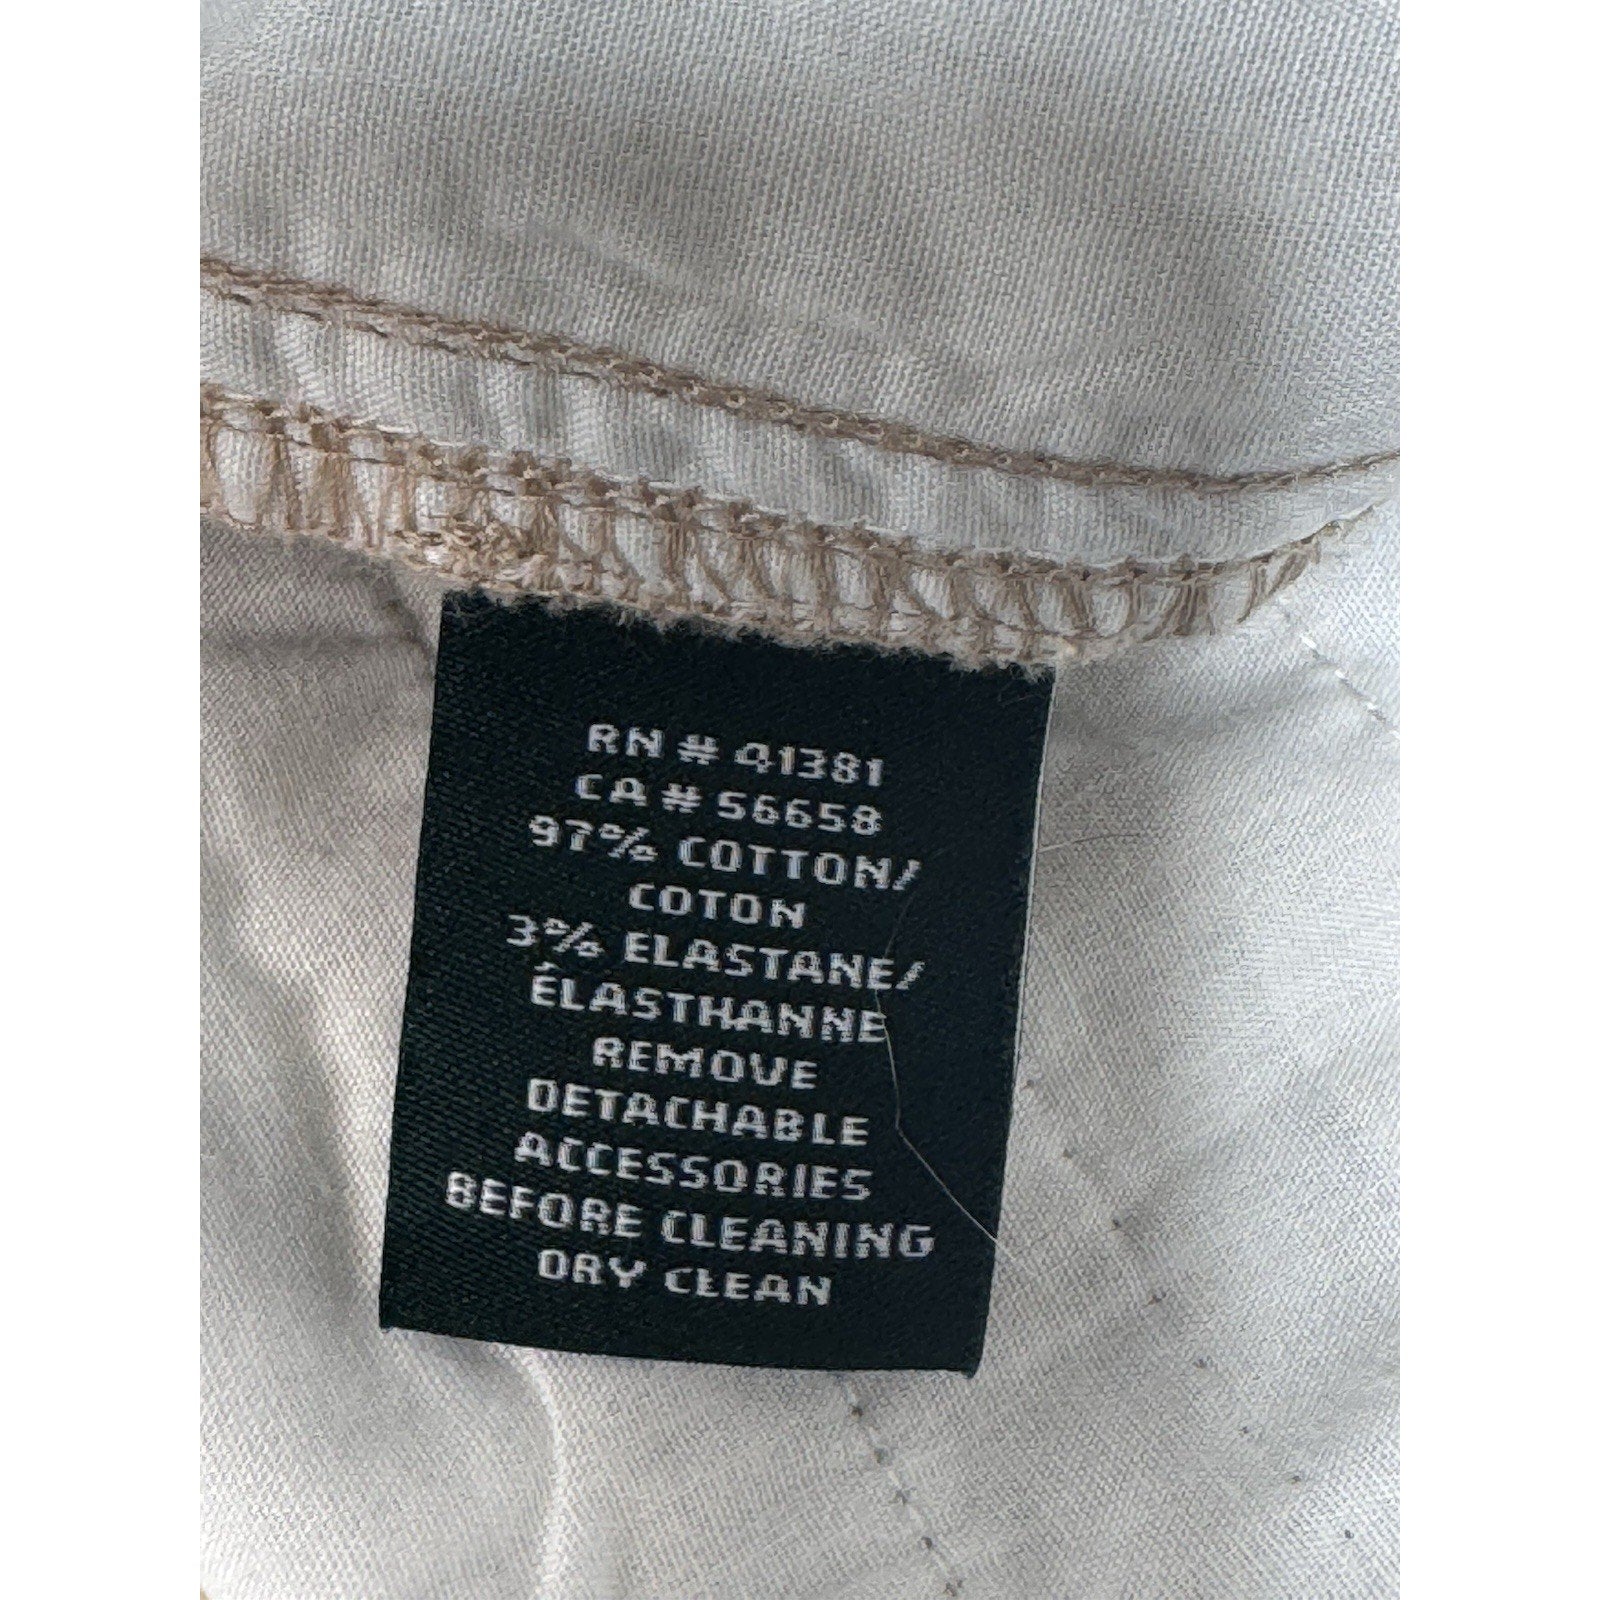 RN # 41381
CA # 56658
97% COTTON/
COTON
3% ELASTANE/
ÉLASTHANNE
REMOVE
DETACHABLE
ACCESSORIES
BEFORE CLEANING
DRY CLEAN